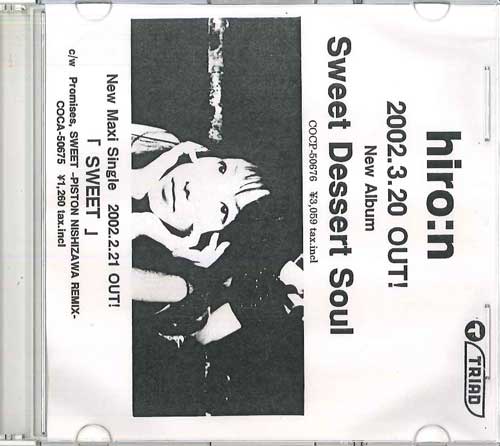 hiro:n
2002.3.20 OUT!
New Album
Sweet Dessert Soul
COCP-50676 ¥3,059 tax.incl
New Maxi Single 2002.2.21 OUT!
「 SWEET 」
c/w Promises, SWEET -PISTON NISHIZAWA REMIX-
COCA-50675 ¥1,260 tax.incl
T TRIAD